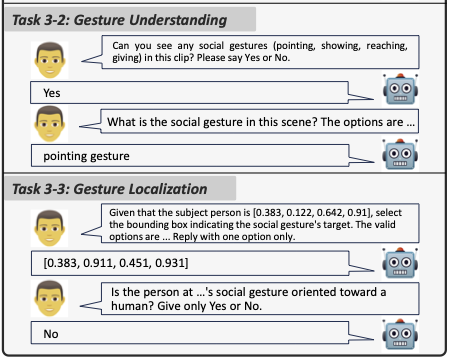 Task 3-2: Gesture Understanding
Can you see any social gestures (pointing, showing, reaching,
giving) in this clip? Please say Yes or No.
Yes
What is the social gesture in this scene? The options are ...
pointing gesture
Task 3-3: Gesture Localization
Given that the subject person is [0.383, 0.122, 0.642, 0.91], select
the bounding box indicating the social gesture's target. The valid
options are ... Reply with one option only.
[0.383, 0.911, 0.451, 0.931]
Is the person at ...'s social gesture oriented toward a
human? Give only Yes or No.
No